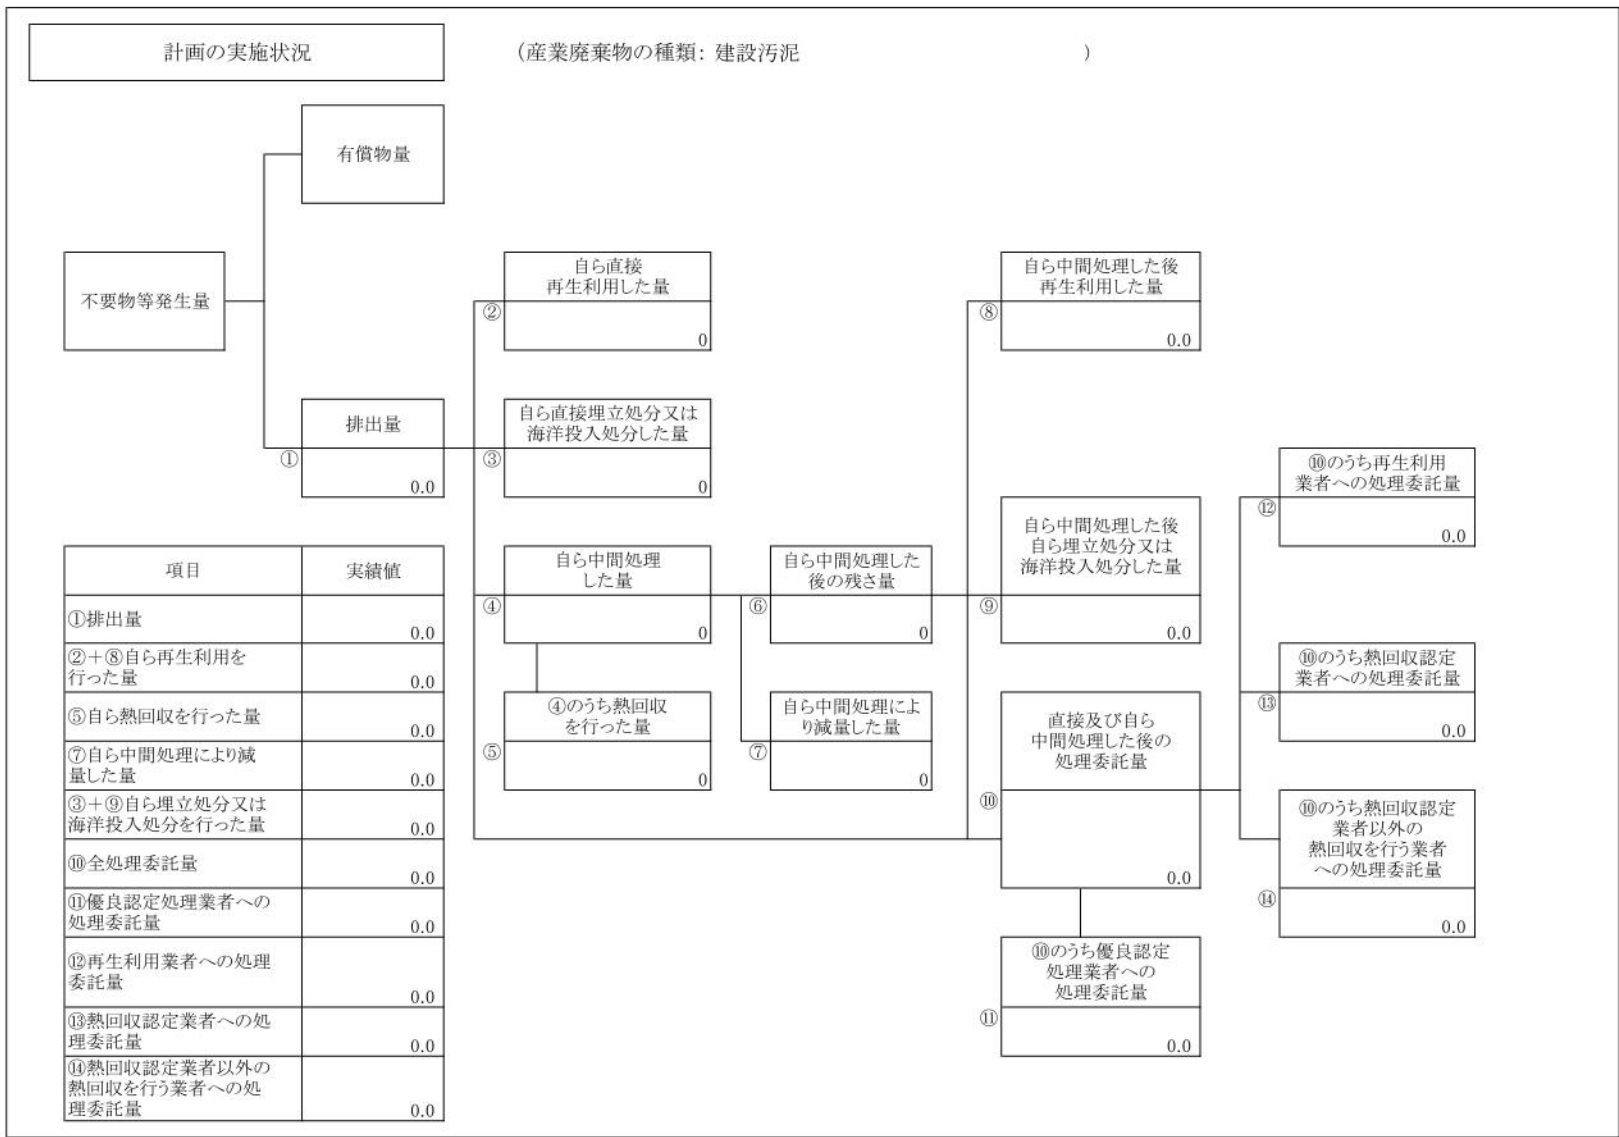 計画の実施状況
（産業廃棄物の種類: 建設汚泥 ）
有償物量
不要物等発生量
排出量
①
0.0
自ら直接
再生利用した量
②
0
自ら直接埋立処分又は
海洋投入処分した量
③
0
自ら中間処理
した量
④
0
④のうち熱回収
を行った量
⑤
0
自ら中間処理した
後の残さ量
⑥
0
自ら中間処理によ
り減量した量
⑦
0
自ら中間処理した後
再生利用した量
⑧
0.0
自ら中間処理した後
自ら埋立処分又は
海洋投入処分した量
⑨
0.0
直接及び自ら
中間処理した後の
処理委託量
⑩
0.0
⑩のうち優良認定
処理業者への
処理委託量
⑪
0.0
⑩のうち再生利用
業者への処理委託量
⑫
0.0
⑩のうち熱回収認定
業者への処理委託量
⑬
0.0
⑩のうち熱回収認定
業者以外の
熱回収を行う業者
への処理委託量
⑭
0.0
項目 実績値
①排出量
0.0
②＋⑧自ら再生利用を
行った量
0.0
⑤自ら熱回収を行った量
0.0
⑦自ら中間処理により減
量した量
0.0
③＋⑨自ら埋立処分又は
海洋投入処分を行った量
0.0
⑩全処理委託量
0.0
⑪優良認定処理業者への
処理委託量
0.0
⑫再生利用業者への処理
委託量
0.0
⑬熱回収認定業者への処
理委託量
0.0
⑭熱回収認定業者以外の
熱回収を行う業者への処
理委託量
0.0